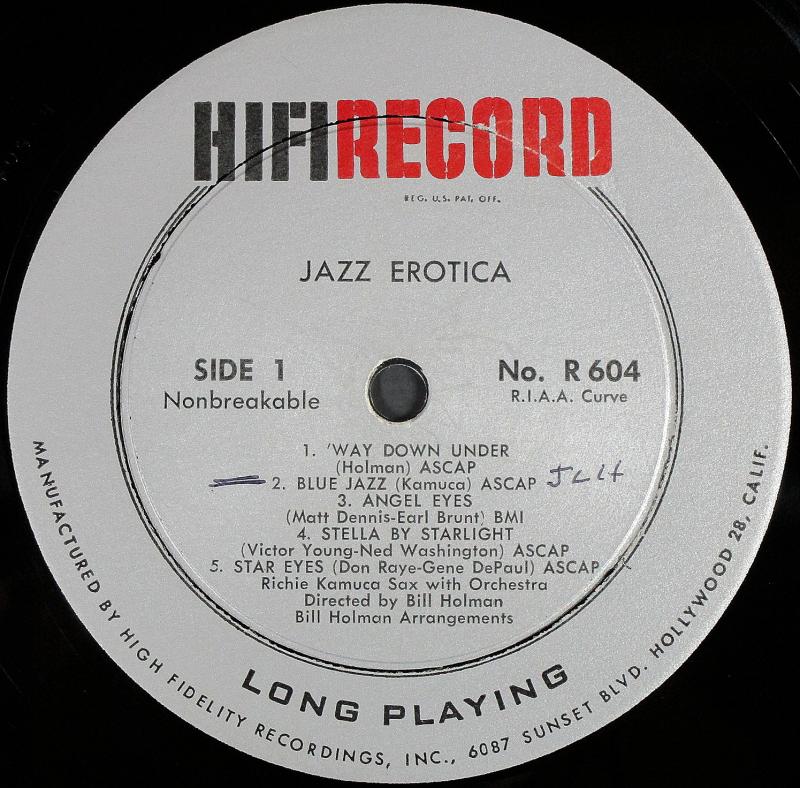 HIFIRECORD
REG. U.S. PAT. OFF.
JAZZ EROTICA
SIDE 1
Nonbreakable
No. R 604
R.I.A.A. Curve
1. 'WAY DOWN UNDER
(Holman) ASCAP
2. BLUE JAZZ (Kamuca) ASCAP
3. ANGEL EYES
(Matt Dennis-Earl Brunt) BMI
4. STELLA BY STARLIGHT
(Victor Young-Ned Washington) ASCAP
5. STAR EYES (Don Raye-Gene DePaul) ASCAP
Richie Kamuca Sax with Orchestra
Directed by Bill Holman
Bill Holman Arrangements
LONG PLAYING
MANUFACTURED BY HIGH FIDELITY RECORDINGS, INC., 6087 SUNSET BLVD. HOLLYWOOD 28, CALIF.